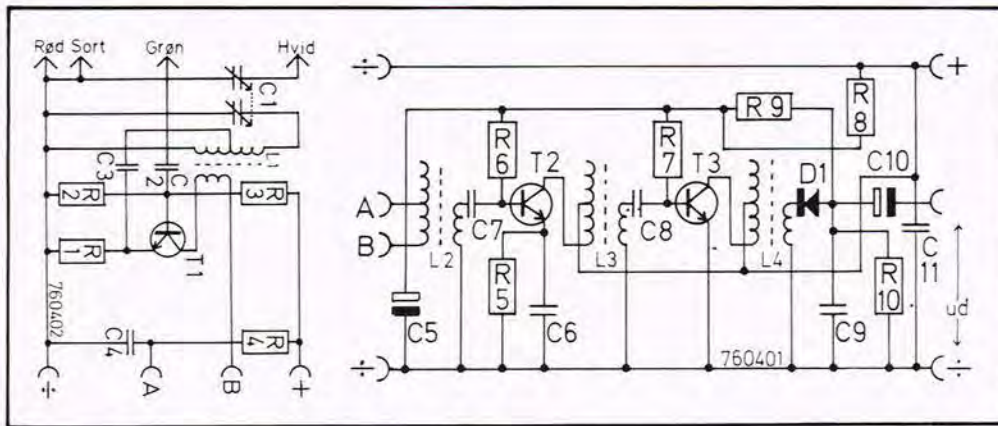 Rød Sort Grøn Hvid
C1
L1
C3
C2
R2
R3
R1
T1
760402
C4
R4
÷ A B +
÷ +
R9
R8
R6
T2
R7
T3
D1
C10
A
C7
C8
B
L2
L3
L4
C11
R5
R10
ud
C5
C6
C9
760401
÷ ÷